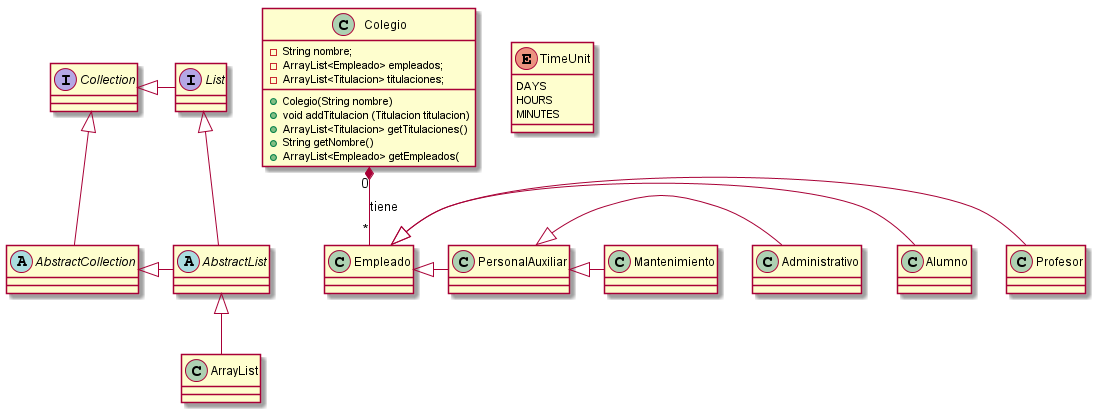 C Colegio
String nombre;
ArrayList<Empleado> empleados;
ArrayList<Titulacion> titulaciones;
Colegio(String nombre)
void addTitulacion (Titulacion titulacion)
ArrayList<Titulacion> getTitulaciones()
String getNombre()
ArrayList<Empleado> getEmpleados(
E TimeUnit
DAYS
HOURS
MINUTES
I Collection
I List
0
tiene
*
A AbstractCollection
A AbstractList
C Empleado
C PersonalAuxiliar
C Mantenimiento
C Administrativo
C Alumno
C Profesor
C ArrayList